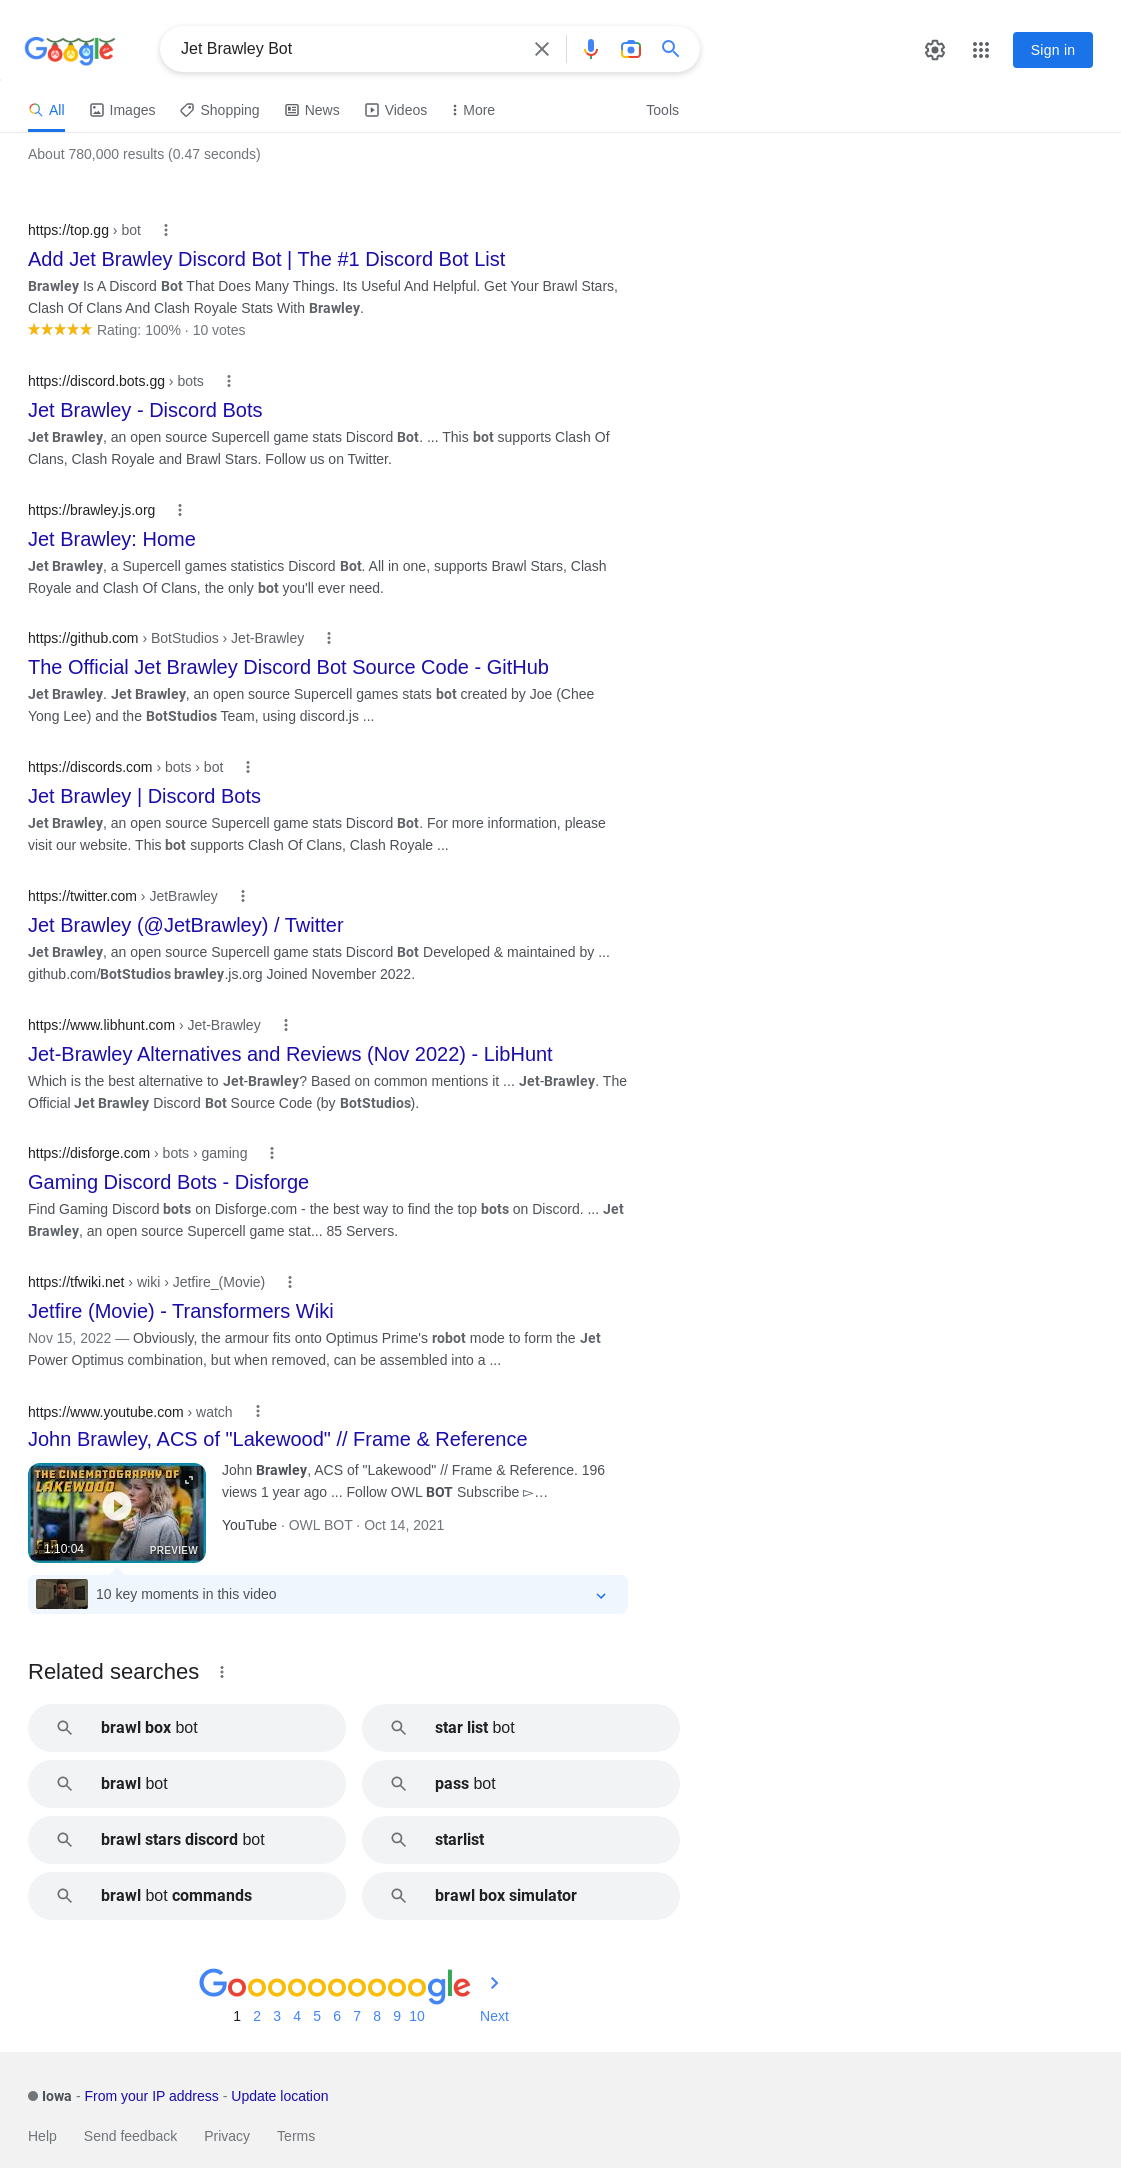 Google
Jet Brawley Bot
Sign in
All Images Shopping News Videos More Tools
About 780,000 results (0.47 seconds)
https://top.gg › bot
Add Jet Brawley Discord Bot | The #1 Discord Bot List
Brawley Is A Discord Bot That Does Many Things. Its Useful And Helpful. Get Your Brawl Stars,
Clash Of Clans And Clash Royale Stats With Brawley.
Rating: 100% · 10 votes
https://discord.bots.gg › bots
Jet Brawley - Discord Bots
Jet Brawley, an open source Supercell game stats Discord Bot. ... This bot supports Clash Of
Clans, Clash Royale and Brawl Stars. Follow us on Twitter.
https://brawley.js.org
Jet Brawley: Home
Jet Brawley, a Supercell games statistics Discord Bot. All in one, supports Brawl Stars, Clash
Royale and Clash Of Clans, the only bot you'll ever need.
https://github.com › BotStudios › Jet-Brawley
The Official Jet Brawley Discord Bot Source Code - GitHub
Jet Brawley. Jet Brawley, an open source Supercell games stats bot created by Joe (Chee
Yong Lee) and the BotStudios Team, using discord.js ...
https://discords.com › bots › bot
Jet Brawley | Discord Bots
Jet Brawley, an open source Supercell game stats Discord Bot. For more information, please
visit our website. This bot supports Clash Of Clans, Clash Royale ...
https://twitter.com › JetBrawley
Jet Brawley (@JetBrawley) / Twitter
Jet Brawley, an open source Supercell game stats Discord Bot Developed & maintained by ...
github.com/BotStudios brawley.js.org Joined November 2022.
https://www.libhunt.com › Jet-Brawley
Jet-Brawley Alternatives and Reviews (Nov 2022) - LibHunt
Which is the best alternative to Jet-Brawley? Based on common mentions it ... Jet-Brawley. The
Official Jet Brawley Discord Bot Source Code (by BotStudios).
https://disforge.com › bots › gaming
Gaming Discord Bots - Disforge
Find Gaming Discord bots on Disforge.com - the best way to find the top bots on Discord. ... Jet
Brawley, an open source Supercell game stat... 85 Servers.
https://tfwiki.net › wiki › Jetfire_(Movie)
Jetfire (Movie) - Transformers Wiki
Nov 15, 2022 — Obviously, the armour fits onto Optimus Prime's robot mode to form the Jet
Power Optimus combination, but when removed, can be assembled into a ...
https://www.youtube.com › watch
John Brawley, ACS of "Lakewood" // Frame & Reference
THE CINEMATOGRAPHY OF
LAKEWOOD
1:10:04
PREVIEW
John Brawley, ACS of "Lakewood" // Frame & Reference. 196
views 1 year ago ... Follow OWL BOT Subscribe ▻…
YouTube · OWL BOT · Oct 14, 2021
10 key moments in this video
Related searches
brawl box bot
star list bot
brawl bot
pass bot
brawl stars discord bot
starlist
brawl bot commands
brawl box simulator
Goooooooooogle
1 2 3 4 5 6 7 8 9 10 Next
Iowa - From your IP address - Update location
Help Send feedback Privacy Terms